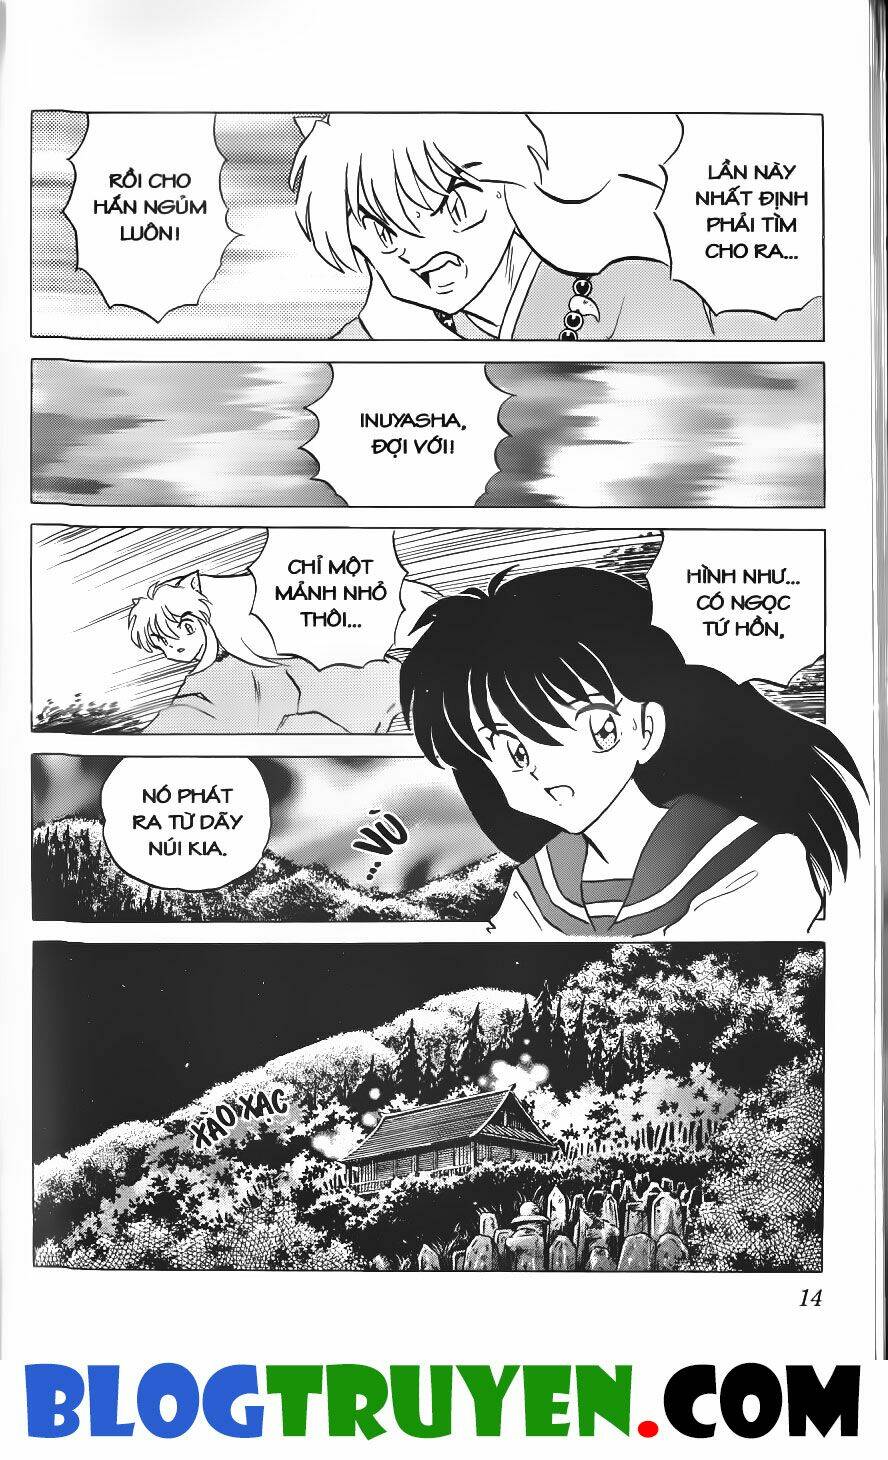 LẦN NÀY
NHẤT ĐỊNH
PHẢI TÌM
CHO RA...
RỒI CHO
HẮN NGỦM
LUÔN!
INUYASHA,
ĐỢI VỚI!
HÌNH NHƯ...
CÓ NGỌC
TỨ HỒN,
CHỈ MỘT
MẢNH NHỎ
THÔI...
NÓ PHÁT
RA TỪ DÃY
NÚI KIA.
...VÙ
XÀO XẠC
14
BLOGTRUYEN.COM